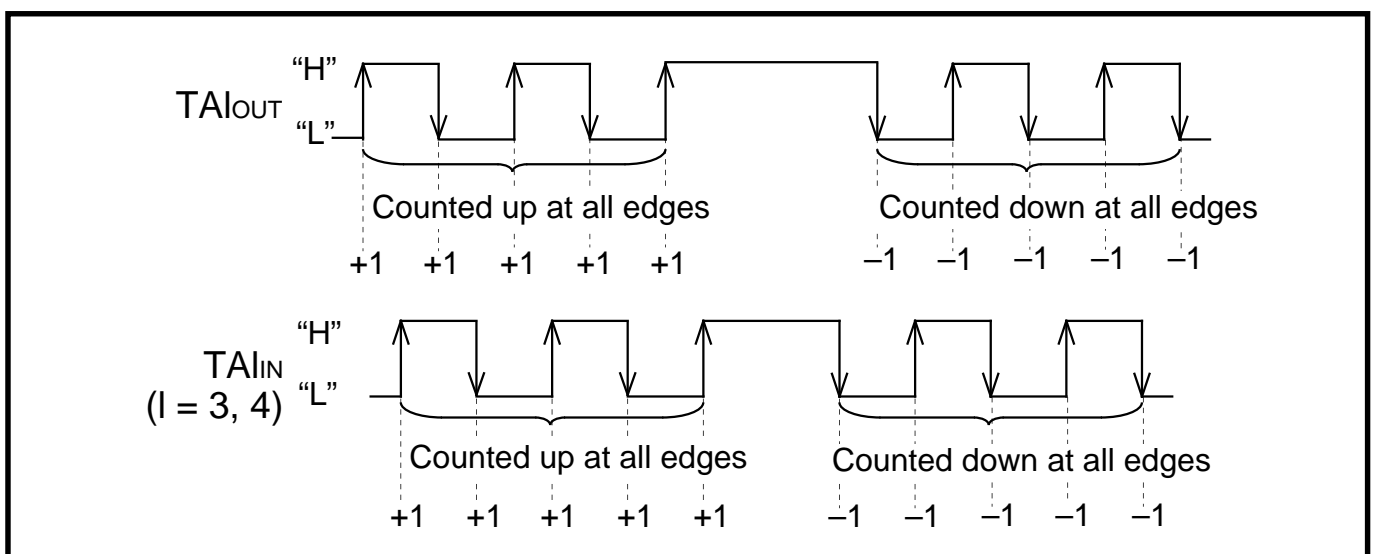 “H”
TAIOUT
“L”
Counted up at all edges
Counted down at all edges
+1 +1 +1 +1 +1
–1 –1 –1 –1 –1
“H”
TAIIN
(I = 3, 4)
“L”
Counted up at all edges
Counted down at all edges
+1 +1 +1 +1 +1
–1 –1 –1 –1 –1